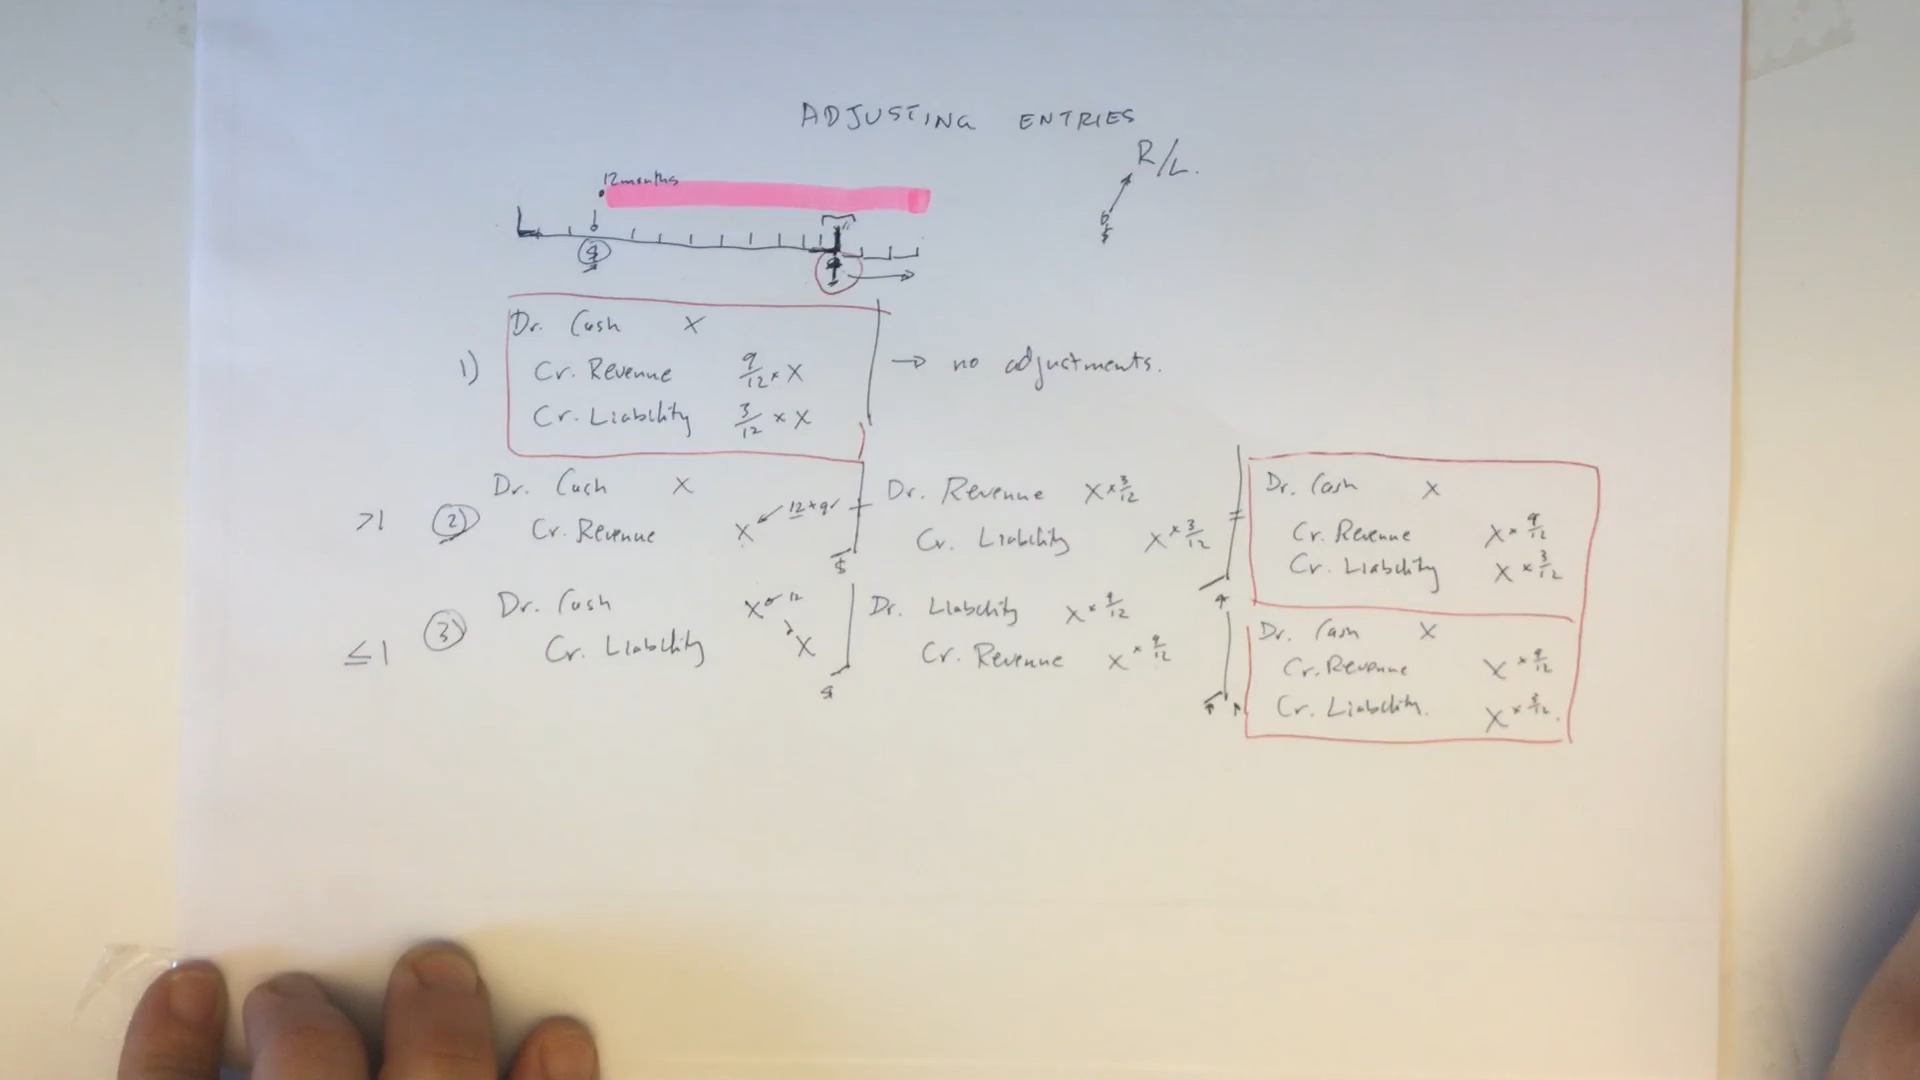 ADJUSTING ENTRIES
R/L.
12 months
$
$
1) Dr. Cash X
Cr. Revenue 9/12 × X
Cr. Liability 3/12 × X
→ no adjustments.
>1 (2) Dr. Cash X
Cr. Revenue X ← 12
$
Dr. Revenue X × 3/12
Cr. Liability X × 3/12
=
Dr. Cash X
Cr. Revenue X × 9/12
Cr. Liability X × 3/12
≤1 (3) Dr. Cash X ← 12
Cr. Liability X
Dr. Liability X × 9/12
Cr. Revenue X × 9/12
Dr. Cash X
Cr. Revenue X × 9/12
Cr. Liability. X × 3/12.